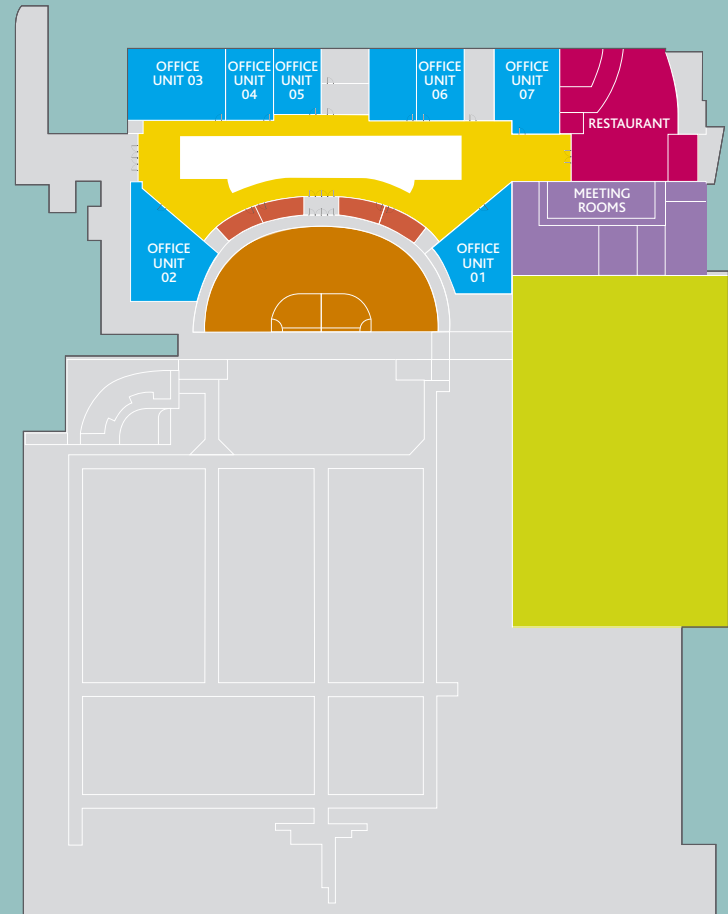 OFFICE
UNIT 03
OFFICE
UNIT
04
OFFICE
UNIT
05
OFFICE
UNIT
06
OFFICE
UNIT
07
RESTAURANT
MEETING
ROOMS
OFFICE
UNIT
02
OFFICE
UNIT
01